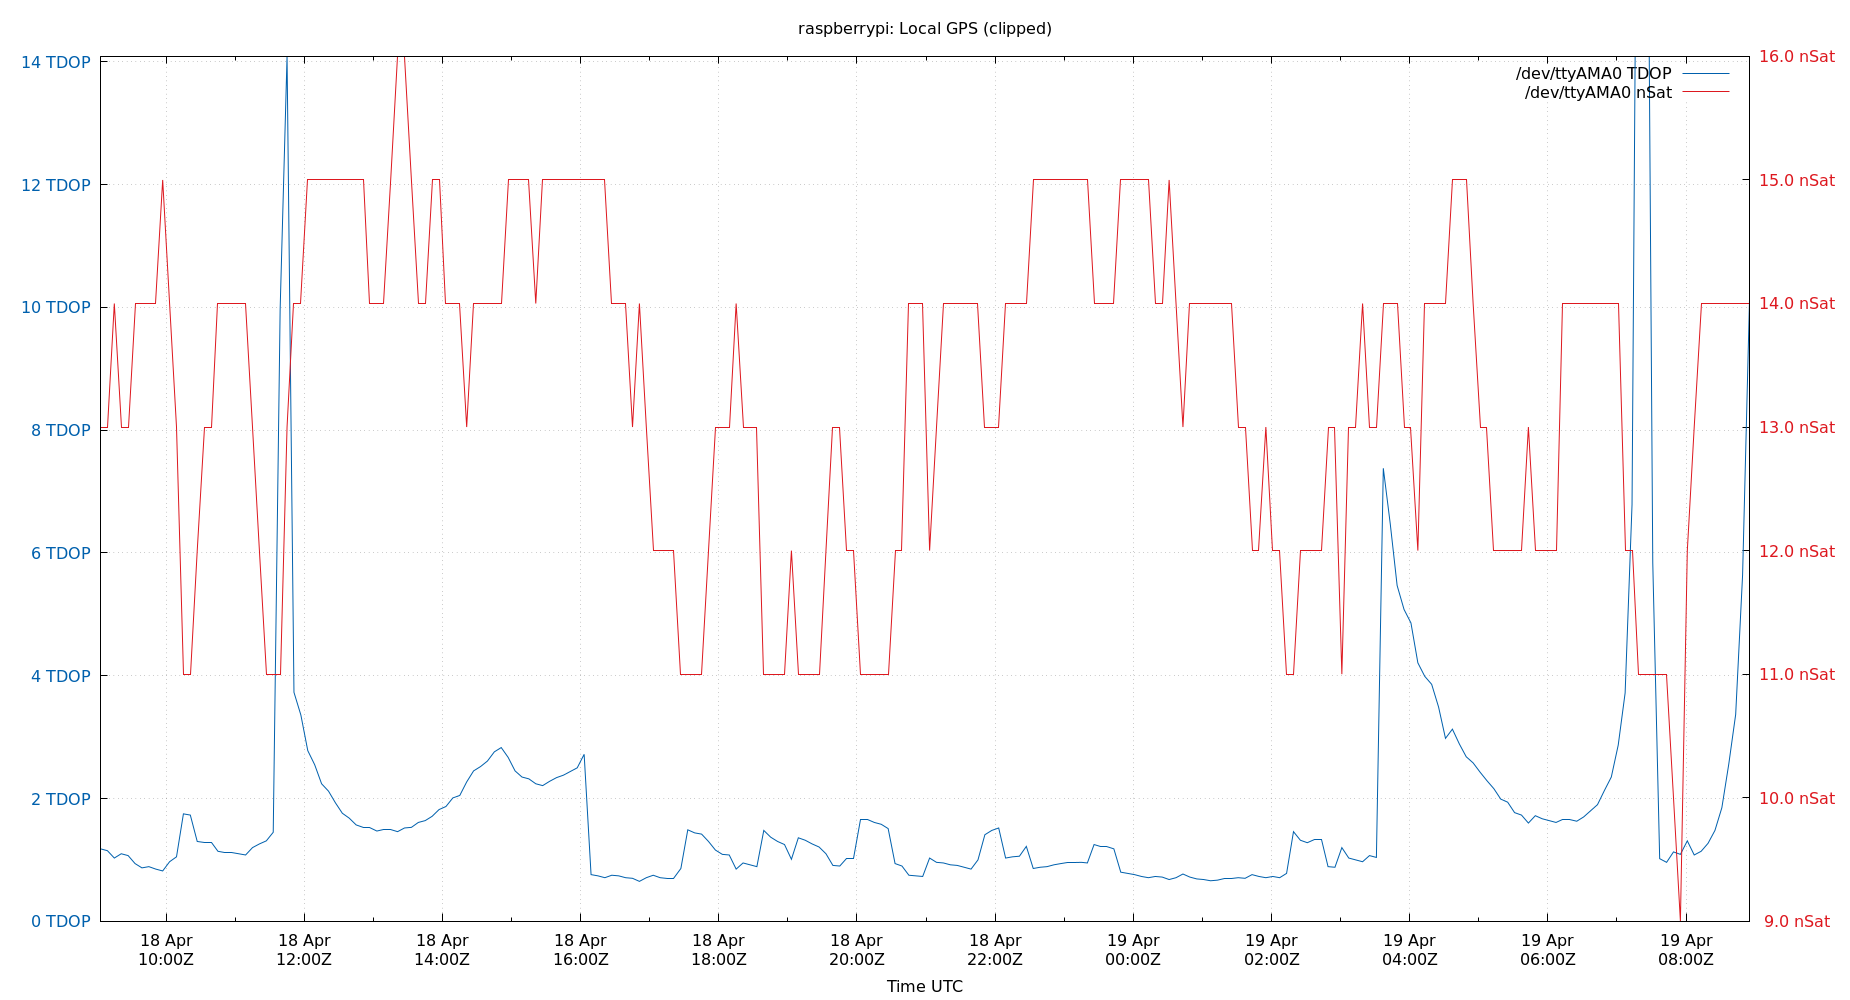 raspberrypi: Local GPS (clipped)
14 TDOP
12 TDOP
10 TDOP
8 TDOP
6 TDOP
4 TDOP
2 TDOP
0 TDOP
/dev/ttyAMA0 TDOP
/dev/ttyAMA0 nSat
16.0 nSat
15.0 nSat
14.0 nSat
13.0 nSat
12.0 nSat
11.0 nSat
10.0 nSat
9.0 nSat
18 Apr
10:00Z
18 Apr
12:00Z
18 Apr
14:00Z
18 Apr
16:00Z
18 Apr
18:00Z
18 Apr
20:00Z
18 Apr
22:00Z
19 Apr
00:00Z
19 Apr
02:00Z
19 Apr
04:00Z
19 Apr
06:00Z
19 Apr
08:00Z
Time UTC